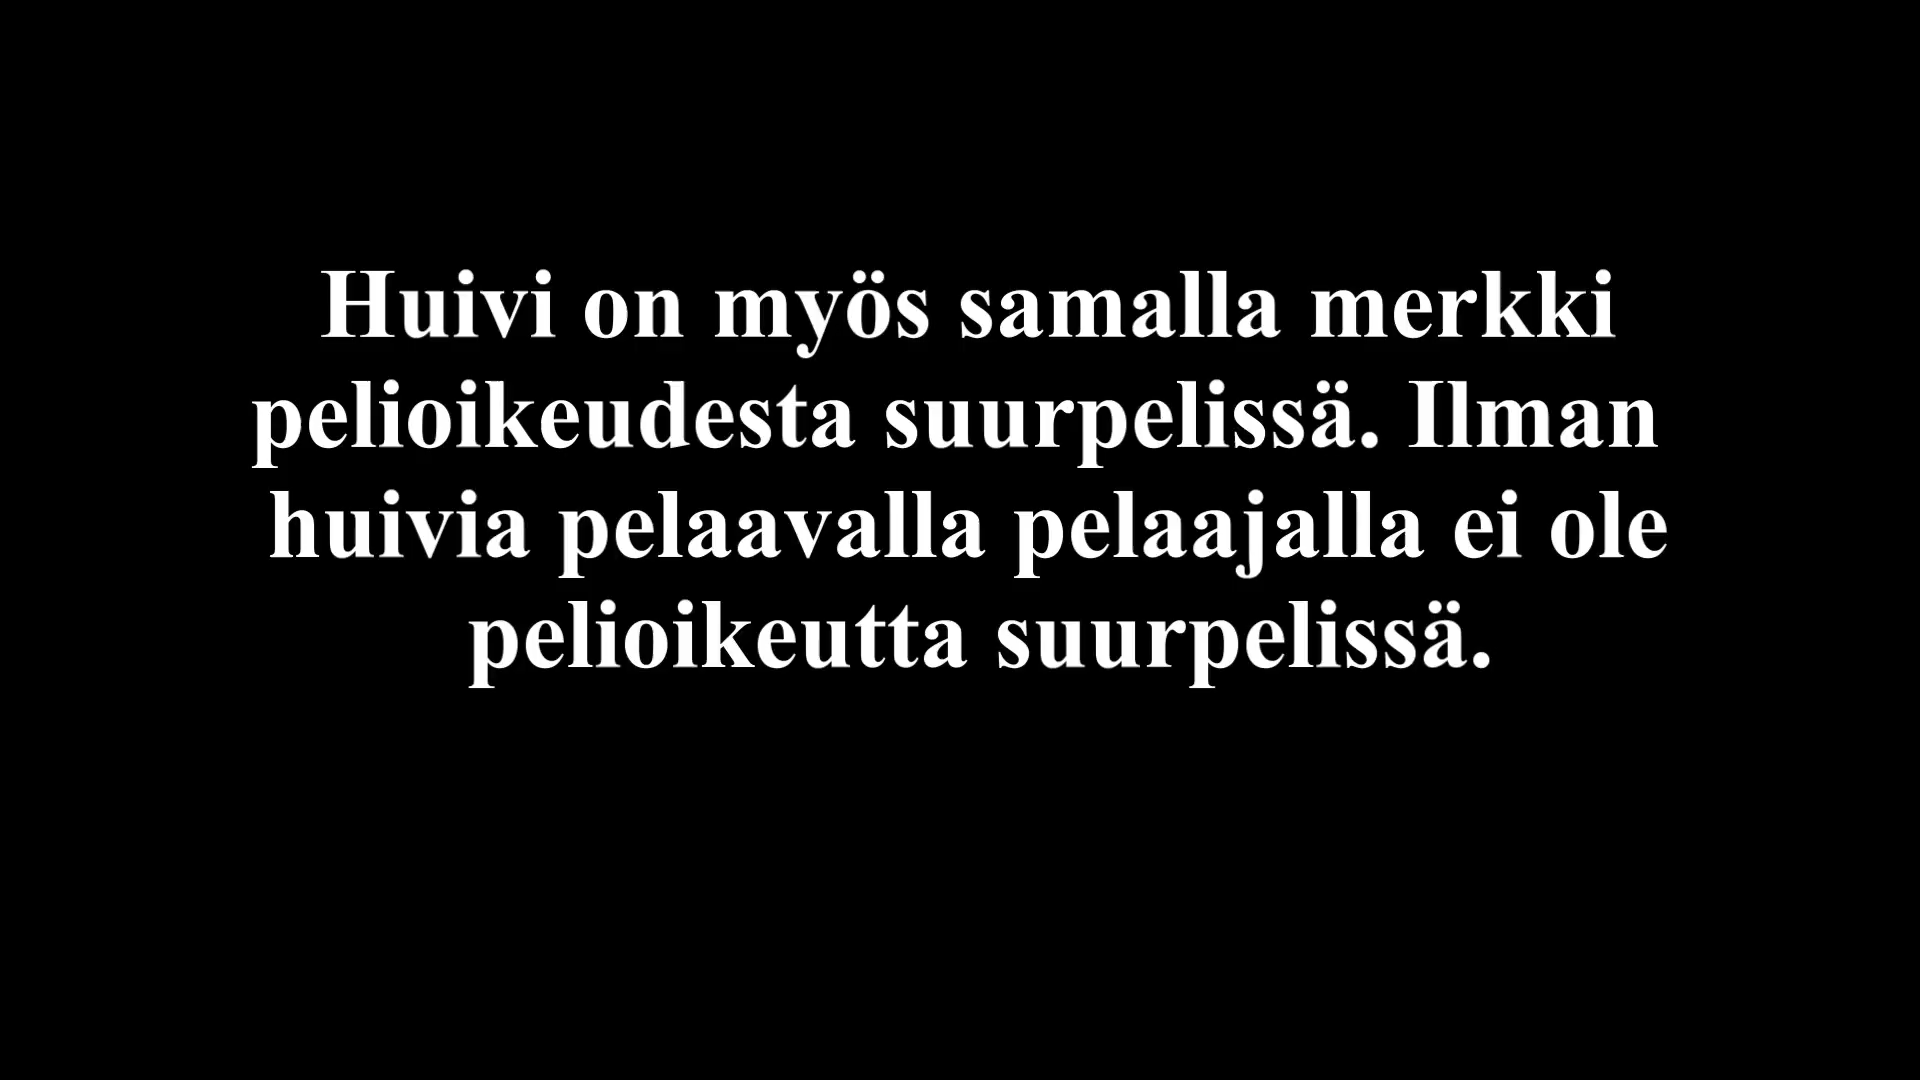 Huivi on myös samalla merkki
pelioikeudesta suurpelissä. Ilman
huivia pelaavalla pelaajalla ei ole
pelioikeutta suurpelissä.